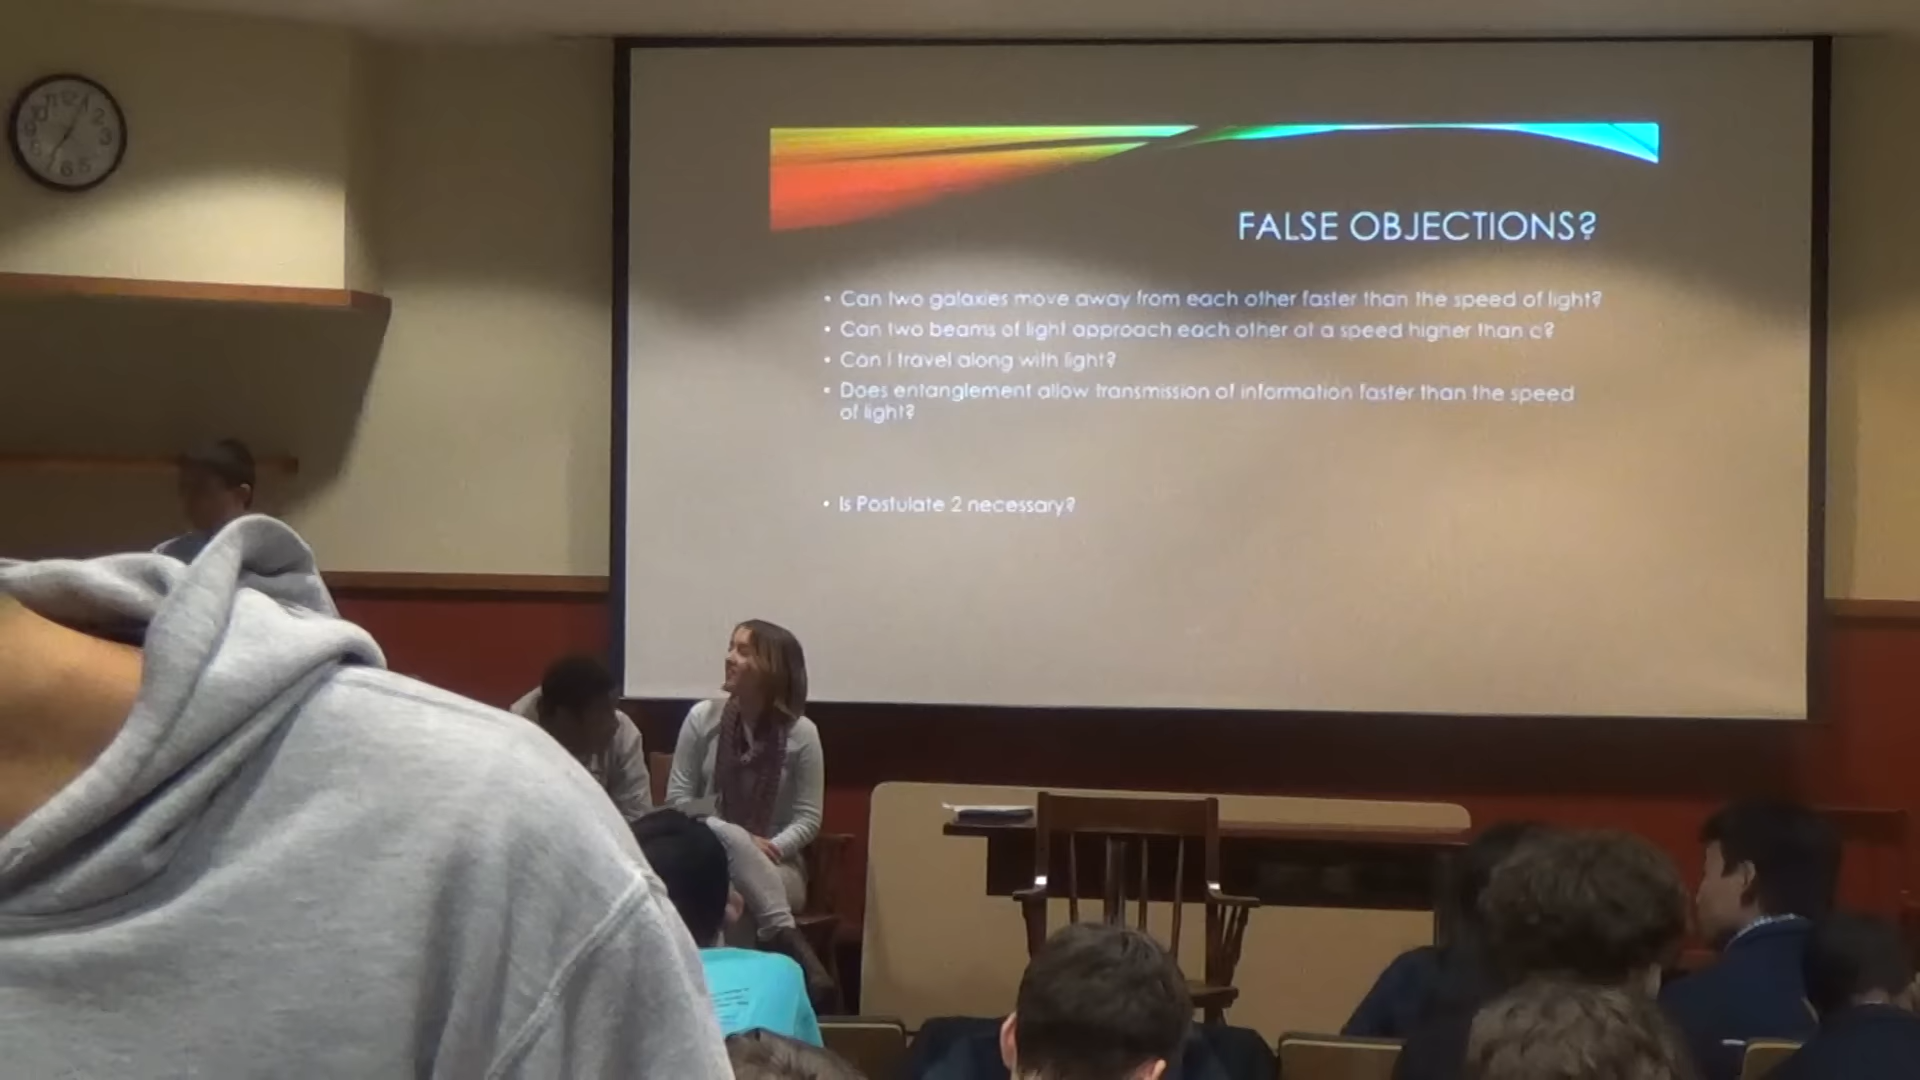 FALSE OBJECTIONS?
• Can two galaxies move away from each other faster than the speed of light?
• Can two beams of light approach each other at a speed higher than c?
• Can I travel along with light?
• Does entanglement allow transmission of information faster than the speed
of light?
• Is Postulate 2 necessary?